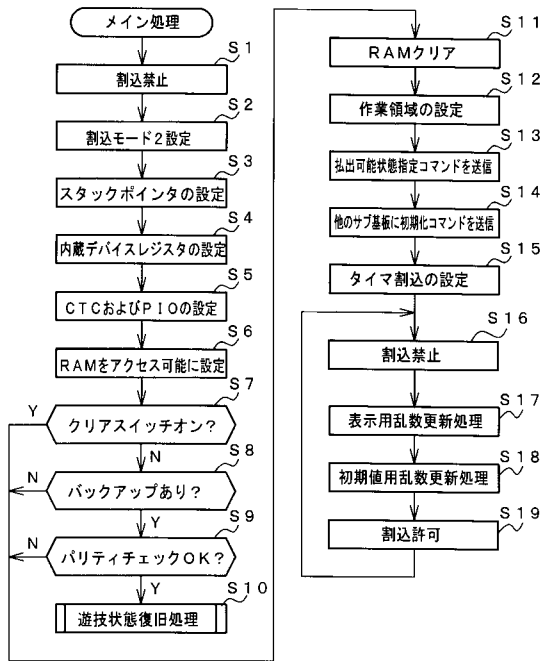 メイン処理
S1
割込禁止
S2
割込モード2設定
S3
スタックポインタの設定
S4
内蔵デバイスレジスタの設定
S5
CTCおよびPIOの設定
S6
RAMをアクセス可能に設定
S7
Y
クリアスイッチオン?
N
S8
N
バックアップあり?
Y
S9
N
パリティチェックOK?
Y
S10
遊技状態復旧処理
S11
RAMクリア
S12
作業領域の設定
S13
払出可能状態指定コマンドを送信
S14
他のサブ基板に初期化コマンドを送信
S15
タイマ割込の設定
S16
割込禁止
S17
表示用乱数更新処理
S18
初期値用乱数更新処理
S19
割込許可